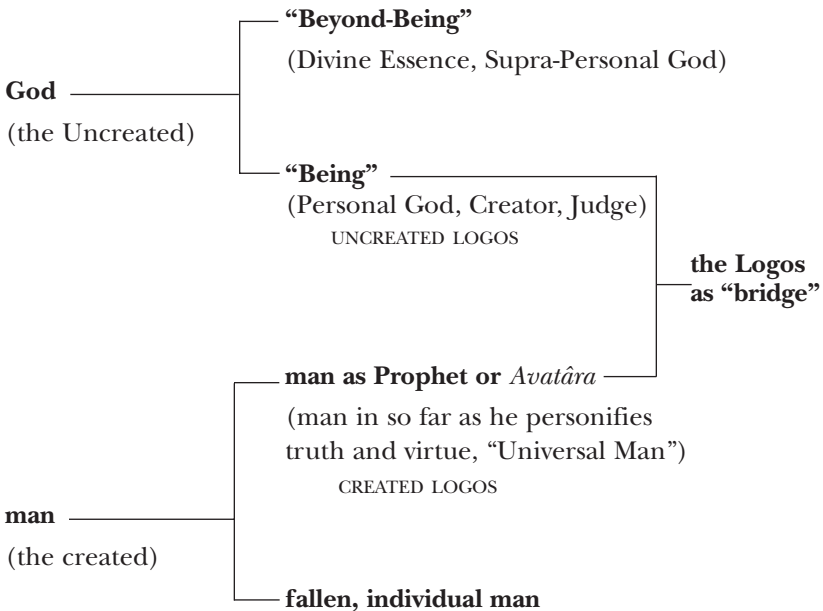 “Beyond-Being”
(Divine Essence, Supra-Personal God)
God
(the Uncreated)
“Being”
(Personal God, Creator, Judge)
UNCREATED LOGOS
the Logos
as “bridge”
man as Prophet or Avatâra
(man in so far as he personifies
truth and virtue, “Universal Man”)
CREATED LOGOS
man
(the created)
fallen, individual man